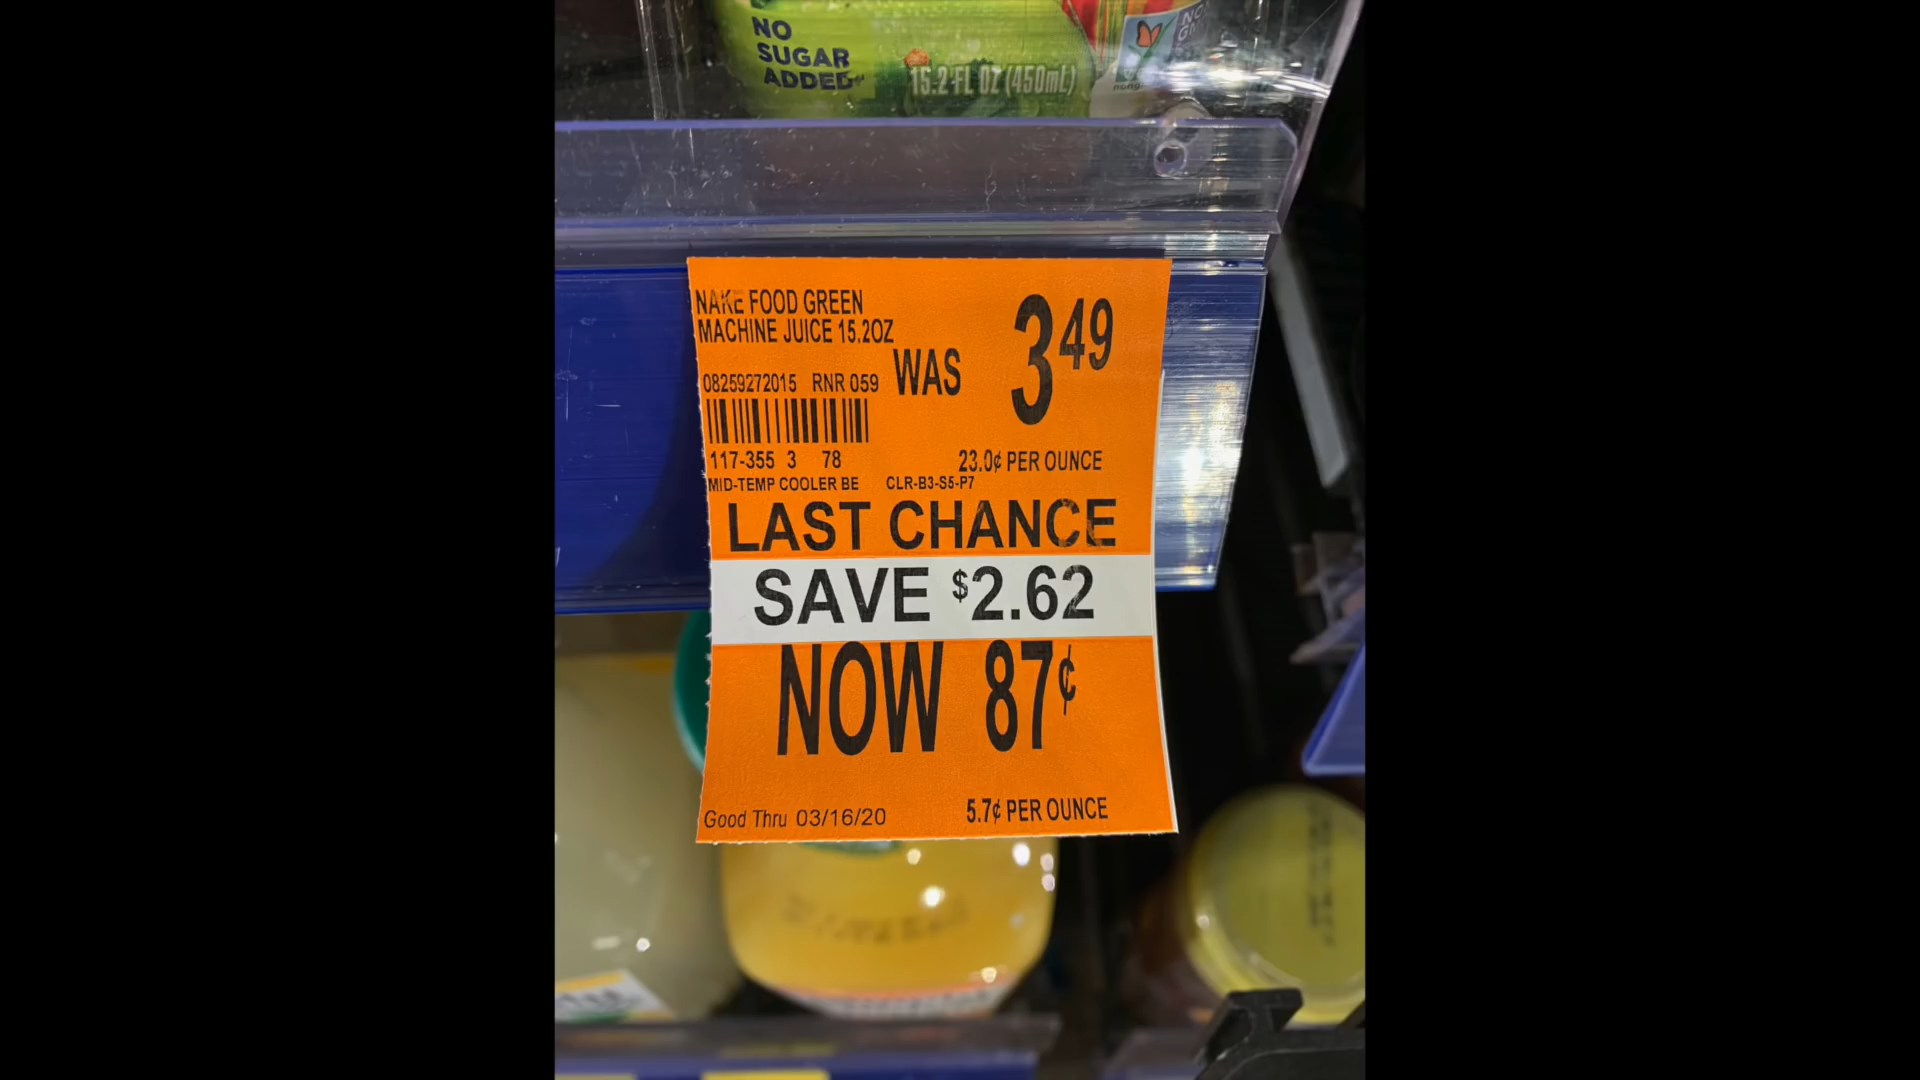 NO
SUGAR
ADDED
15.2 FL OZ (450mL)
NAKE FOOD GREEN
MACHINE JUICE 15.2OZ
WAS 3 49
08259272015 RNR 059
117-355 3 78
23.0¢ PER OUNCE
MID-TEMP COOLER BE CLR-B3-S5-P7
LAST CHANCE
SAVE $2.62
NOW 87¢
Good Thru 03/16/20
5.7¢ PER OUNCE